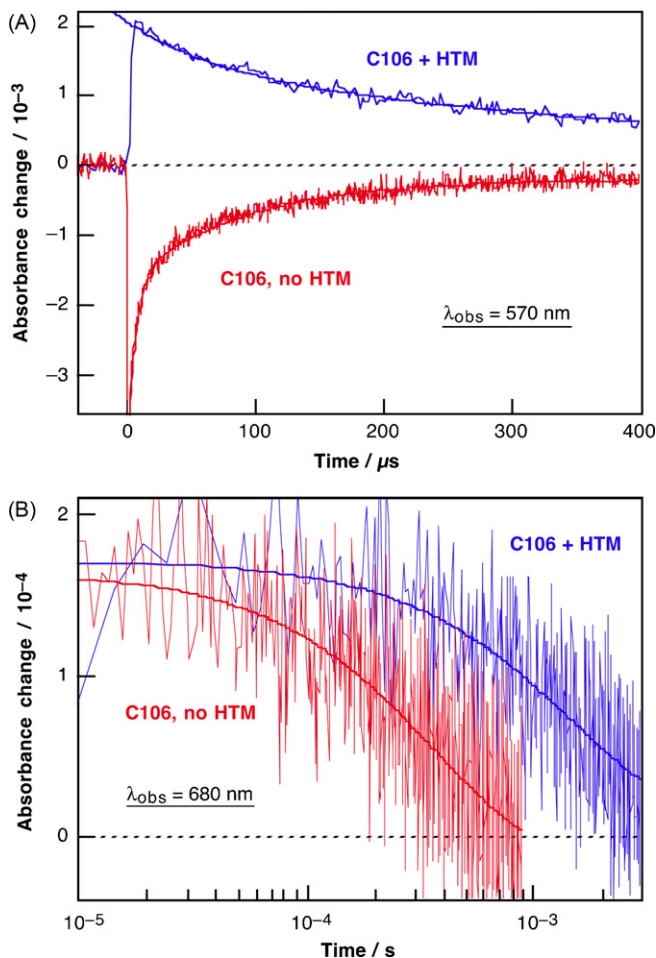 (A)
2
1
0
−1
−2
−3
Absorbance change / 10⁻³
C106 + HTM
C106, no HTM
λobs = 570 nm
0
100
200
300
400
Time / µs
(B)
2
1
0
Absorbance change / 10⁻⁴
C106 + HTM
C106, no HTM
λobs = 680 nm
10⁻⁵
10⁻⁴
10⁻³
Time / s